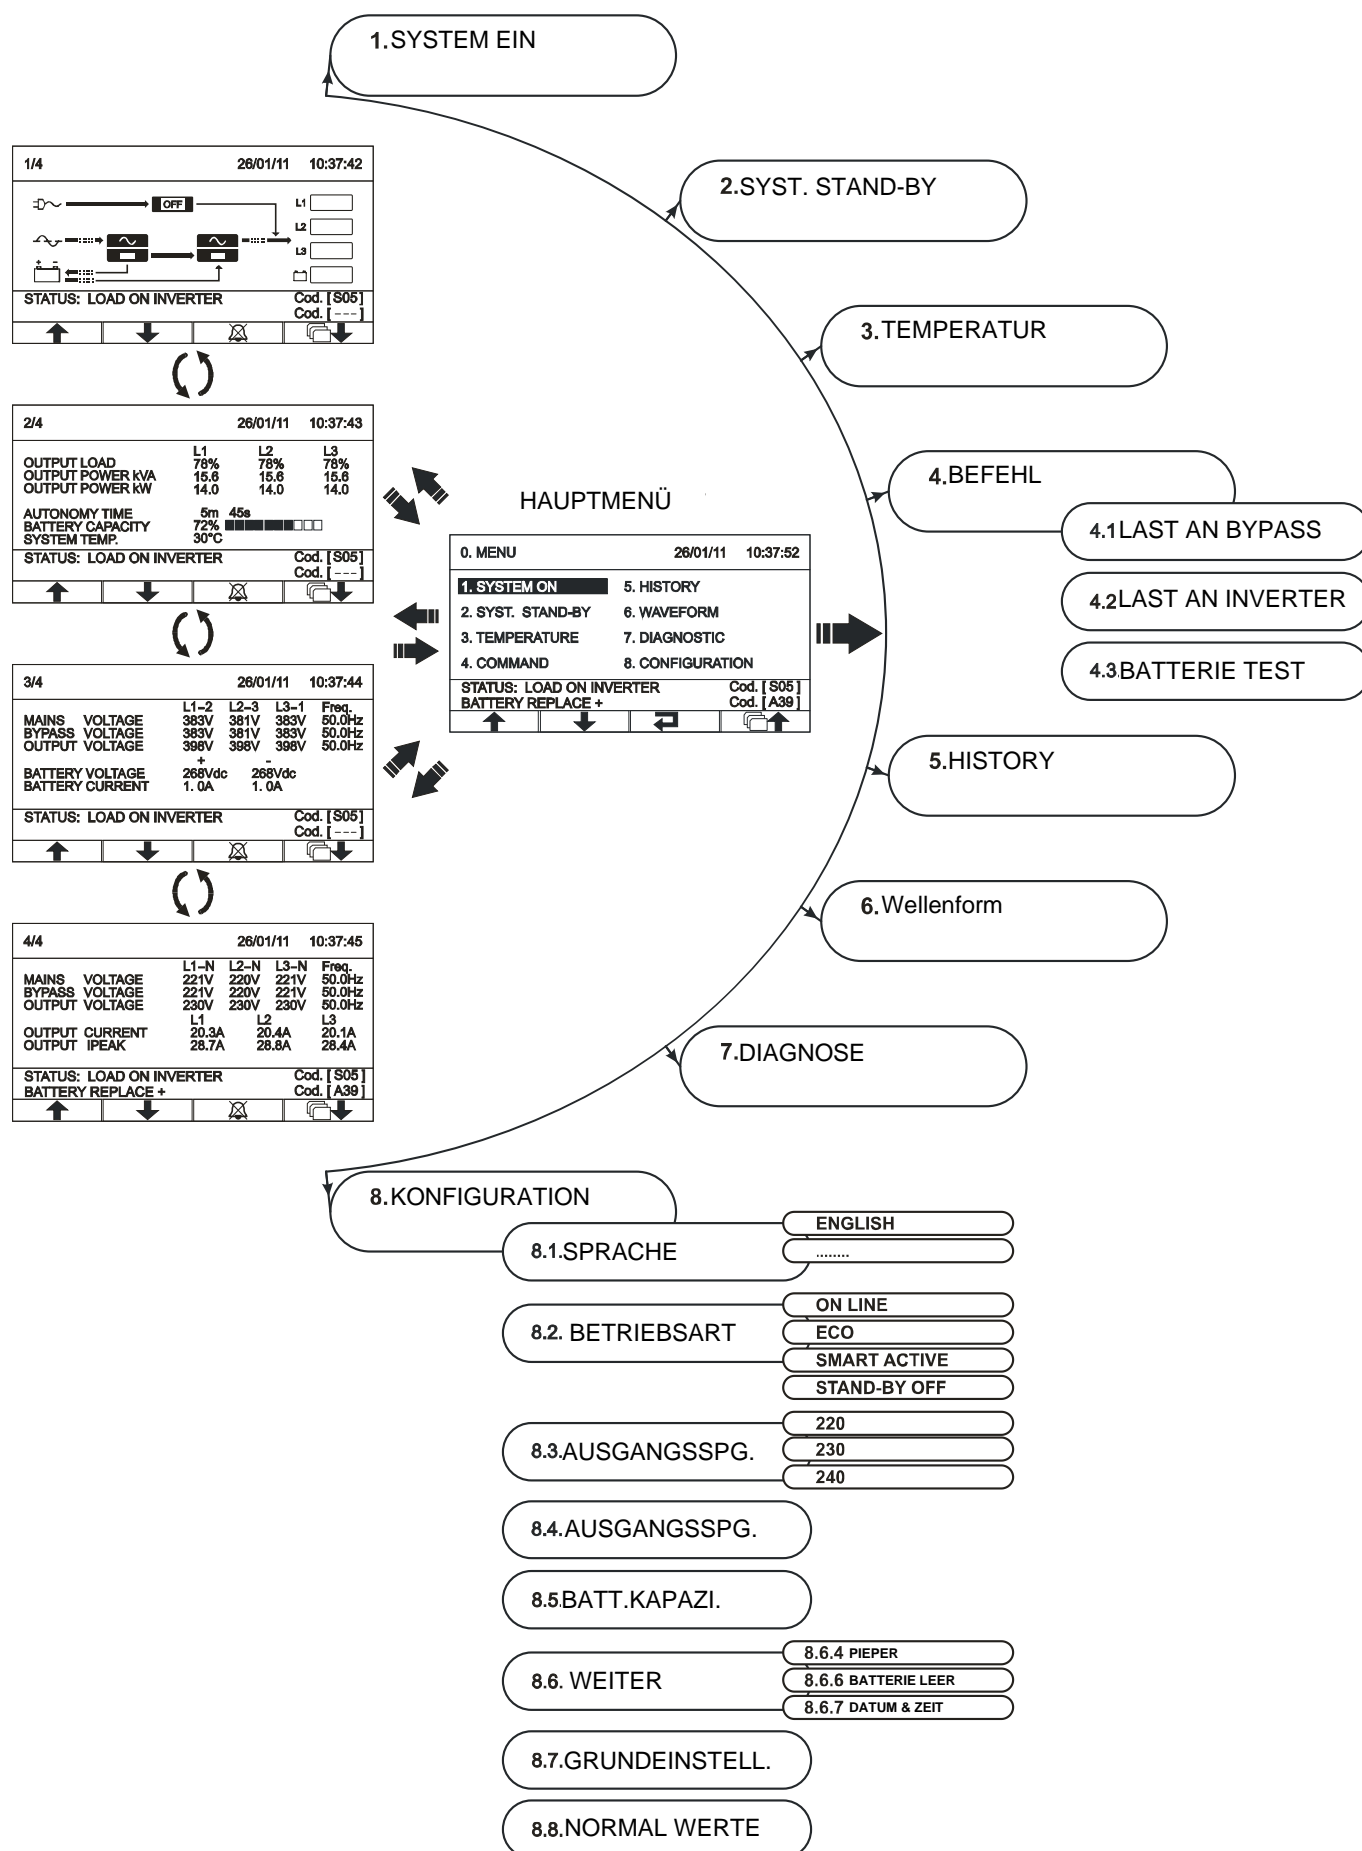 1.SYSTEM EIN
2.SYST. STAND-BY
3.TEMPERATUR
4.BEFEHL
4.1LAST AN BYPASS
4.2LAST AN INVERTER
4.3.BATTERIE TEST
5.HISTORY
6.Wellenform
7.DIAGNOSE
1/4 26/01/11 10:37:42
OFF
L1
L2
L3
+ −
STATUS: LOAD ON INVERTER Cod. [S05]
Cod. [---]
2/4 26/01/11 10:37:43
L1 L2 L3
OUTPUT LOAD 78% 78% 78%
OUTPUT POWER kVA 15.6 15.6 15.6
OUTPUT POWER kW 14.0 14.0 14.0
AUTONOMY TIME 5m 45s
BATTERY CAPACITY 72%
SYSTEM TEMP. 30°C
STATUS: LOAD ON INVERTER Cod. [S05]
Cod. [---]
3/4 26/01/11 10:37:44
L1-2 L2-3 L3-1 Freq.
MAINS VOLTAGE 383V 381V 383V 50.0Hz
BYPASS VOLTAGE 383V 381V 383V 50.0Hz
OUTPUT VOLTAGE 398V 398V 398V 50.0Hz
+ -
BATTERY VOLTAGE 268Vdc 268Vdc
BATTERY CURRENT 1. 0A 1. 0A
STATUS: LOAD ON INVERTER Cod. [S05]
Cod. [---]
4/4 26/01/11 10:37:45
L1-N L2-N L3-N Freq.
MAINS VOLTAGE 221V 220V 221V 50.0Hz
BYPASS VOLTAGE 221V 220V 221V 50.0Hz
OUTPUT VOLTAGE 230V 230V 230V 50.0Hz
L1 L2 L3
OUTPUT CURRENT 20.3A 20.4A 20.1A
OUTPUT IPEAK 28.7A 28.8A 28.4A
STATUS: LOAD ON INVERTER Cod. [S05]
BATTERY REPLACE + Cod. [A39]
HAUPTMENÜ
0. MENU 26/01/11 10:37:52
1. SYSTEM ON 5. HISTORY
2. SYST. STAND-BY 6. WAVEFORM
3. TEMPERATURE 7. DIAGNOSTIC
4. COMMAND 8. CONFIGURATION
STATUS: LOAD ON INVERTER Cod. [S05]
BATTERY REPLACE + Cod. [A39]
8.KONFIGURATION
8.1.SPRACHE
ENGLISH
........
8.2. BETRIEBSART
ON LINE
ECO
SMART ACTIVE
STAND-BY OFF
8.3.AUSGANGSSPG.
220
230
240
8.4.AUSGANGSSPG.
8.5.BATT.KAPAZI.
8.6. WEITER
8.6.4 PIEPER
8.6.6 BATTERIE LEER
8.6.7 DATUM & ZEIT
8.7.GRUNDEINSTELL.
8.8.NORMAL WERTE